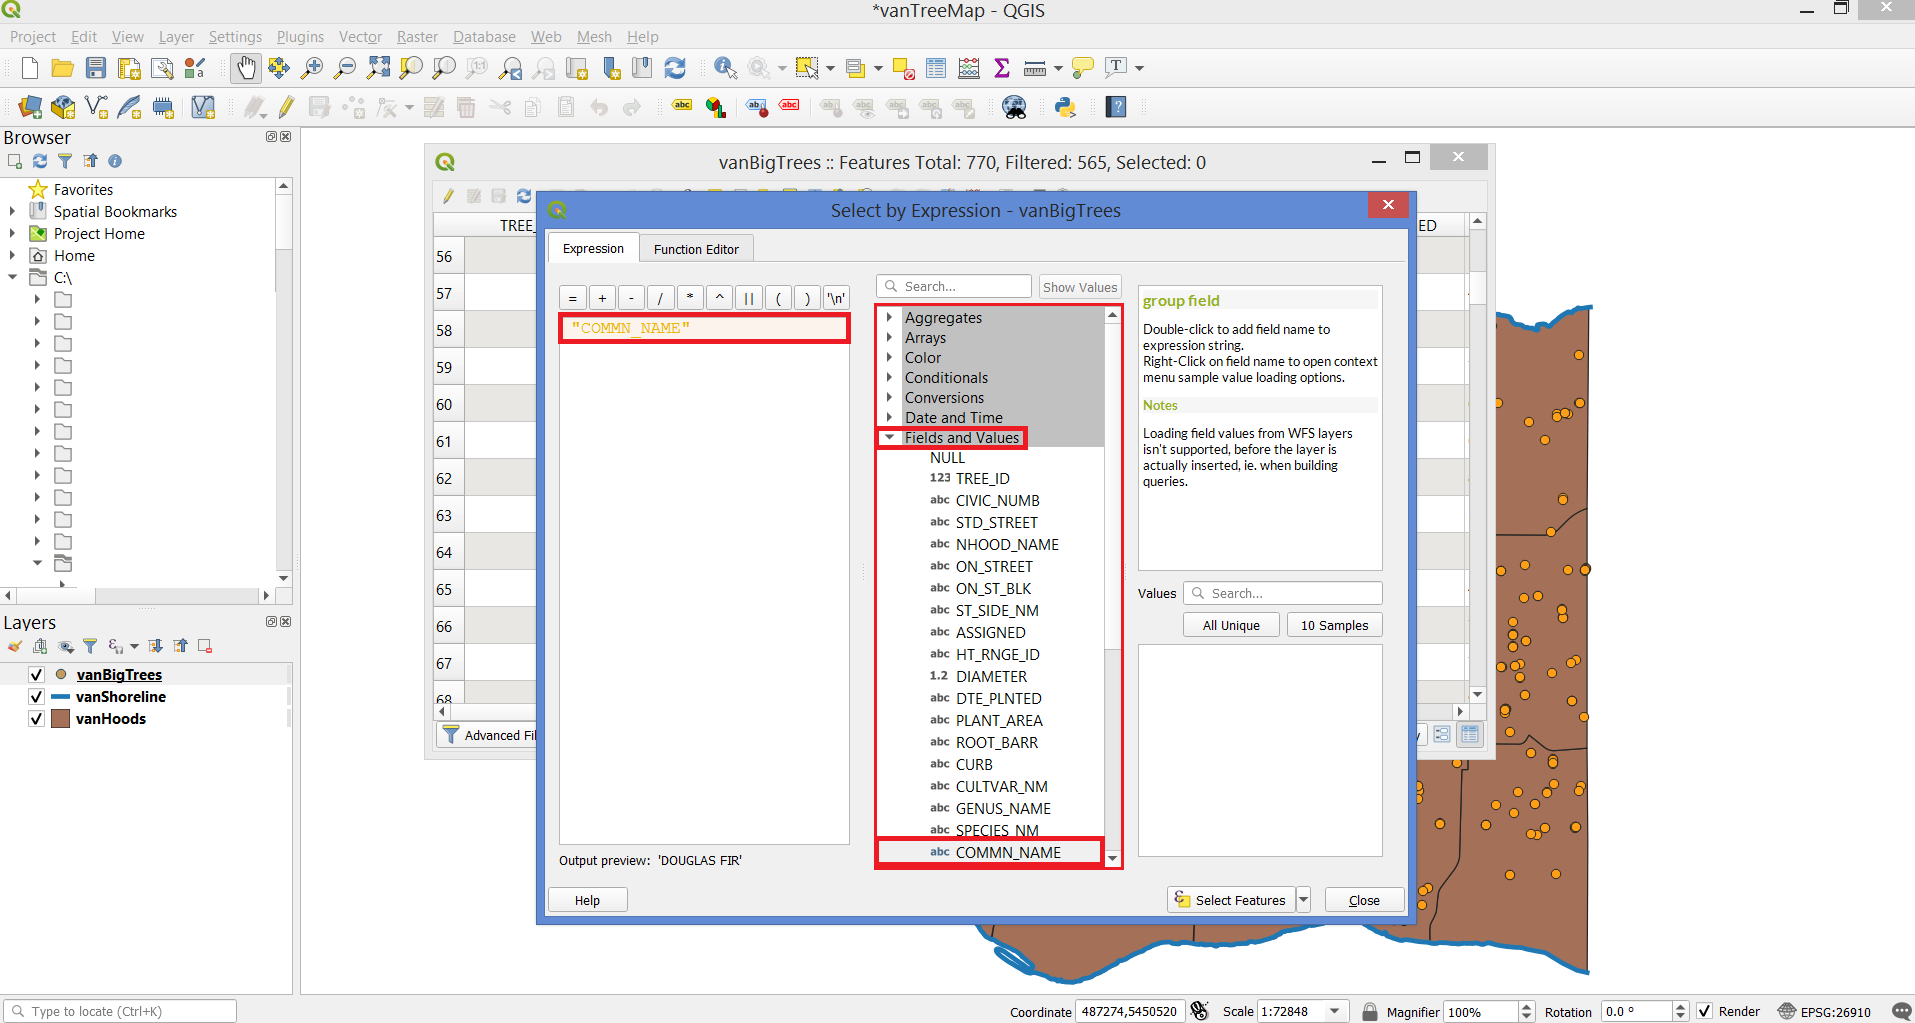 *vanTreeMap - QGIS
Project Edit View Layer Settings Plugins Vector Raster Database Web Mesh Help
Browser
Favorites
Spatial Bookmarks
Project Home
Home
C:\
Layers
vanBigTrees
vanShoreline
vanHoods
vanBigTrees :: Features Total: 770, Filtered: 565, Selected: 0
TREE_
ED
56
57
58
59
60
61
62
63
64
65
66
67
68
Advanced Fil
Select by Expression - vanBigTrees
Expression Function Editor
= + - / * ^ || ( ) '\n'
"COMMN_NAME"
Output preview: 'DOUGLAS FIR'
Search... Show Values
Aggregates
Arrays
Color
Conditionals
Conversions
Date and Time
Fields and Values
NULL
123 TREE_ID
abc CIVIC_NUMB
abc STD_STREET
abc NHOOD_NAME
abc ON_STREET
abc ON_ST_BLK
abc ST_SIDE_NM
abc ASSIGNED
abc HT_RNGE_ID
1.2 DIAMETER
abc DTE_PLNTED
abc PLANT_AREA
abc ROOT_BARR
abc CURB
abc CULTVAR_NM
abc GENUS_NAME
abc SPECIES_NM
abc COMMN_NAME
group field
Double-click to add field name to
expression string.
Right-Click on field name to open context
menu sample value loading options.
Notes
Loading field values from WFS layers
isn't supported, before the layer is
actually inserted, ie. when building
queries.
Values Search...
All Unique 10 Samples
Help Select Features Close
Type to locate (Ctrl+K) Coordinate 487274,5450520 Scale 1:72848 Magnifier 100% Rotation 0.0 ° Render EPSG:26910